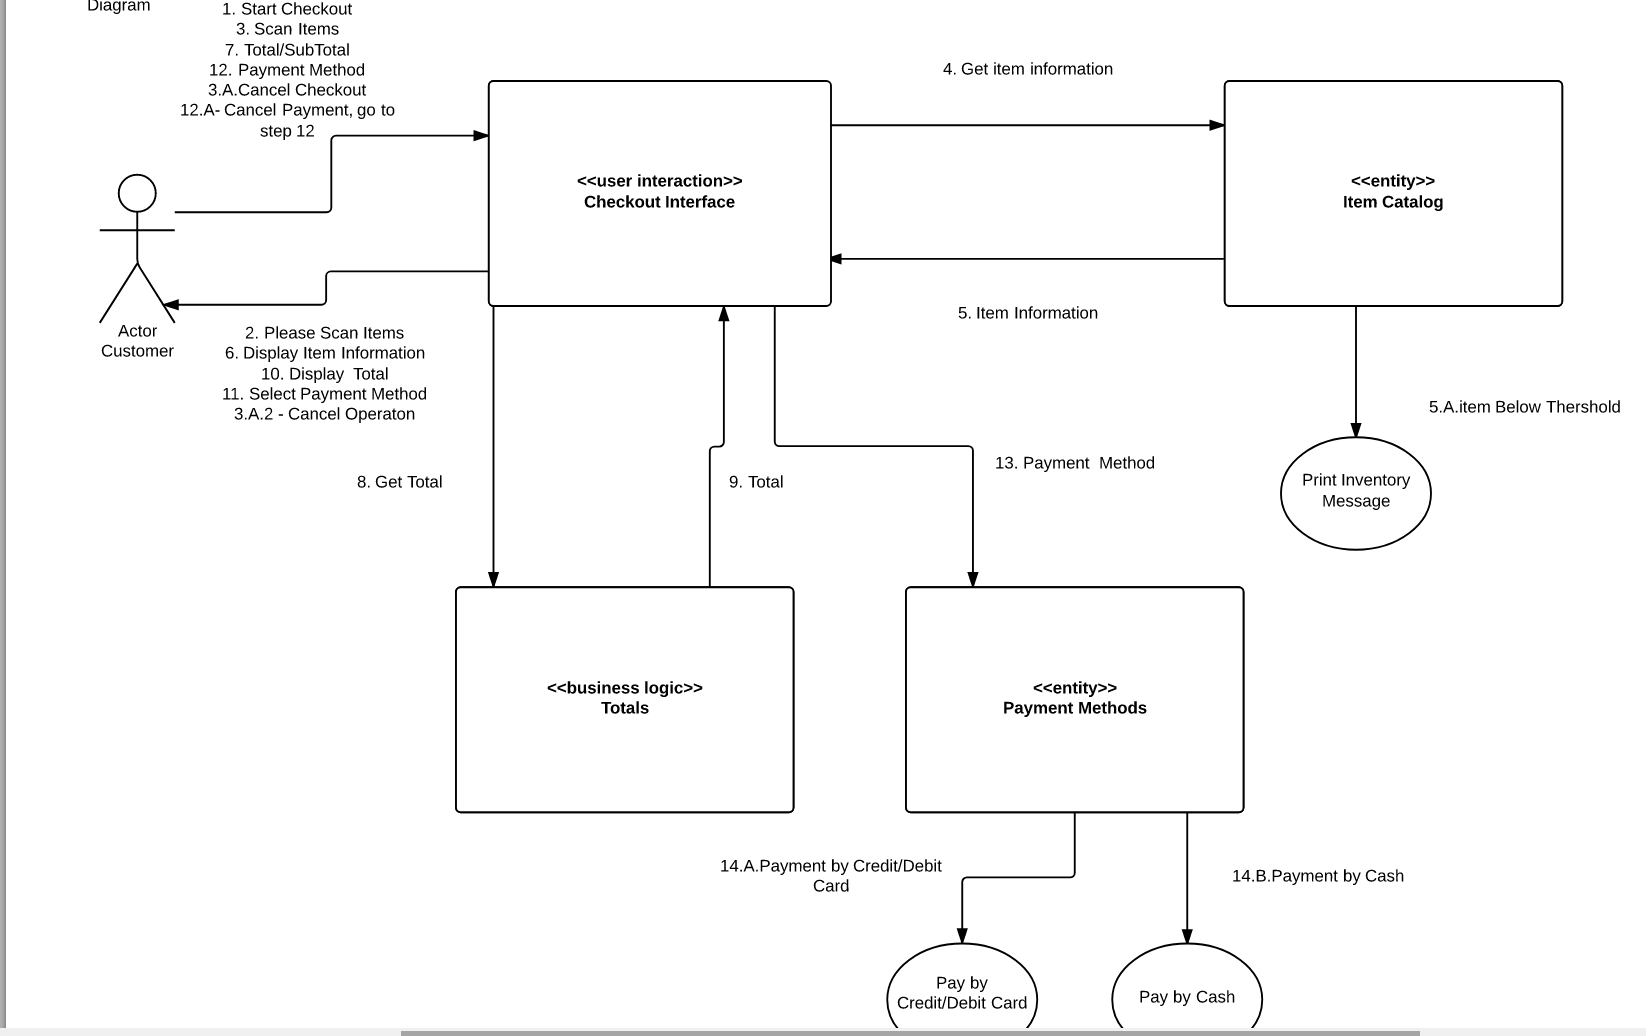 Diagram
1. Start Checkout
3. Scan Items
7. Total/SubTotal
12. Payment Method
3.A.Cancel Checkout
12.A- Cancel Payment, go to
step 12
4. Get item information
<<user interaction>>
Checkout Interface
<<entity>>
Item Catalog
5. Item Information
Actor
Customer
2. Please Scan Items
6. Display Item Information
10. Display  Total
11. Select Payment Method
3.A.2 - Cancel Operaton
5.A.item Below Thershold
8. Get Total
9. Total
13. Payment  Method
Print Inventory
Message
<<business logic>>
Totals
<<entity>>
Payment Methods
14.A.Payment by Credit/Debit
Card
14.B.Payment by Cash
Pay by
Credit/Debit Card
Pay by Cash